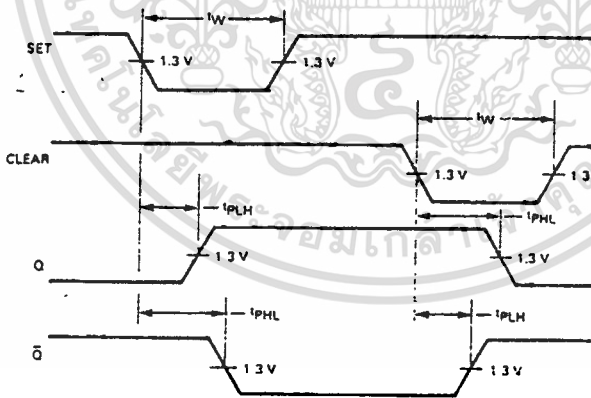 tW
SET
1.3 V
1.3 V
tW
CLEAR
1.3 V
1.3
tPLH
tPHL
Q
1.3 V
1.3 V
tPHL
tPLH
Q̄
1.3 V
1.3 V